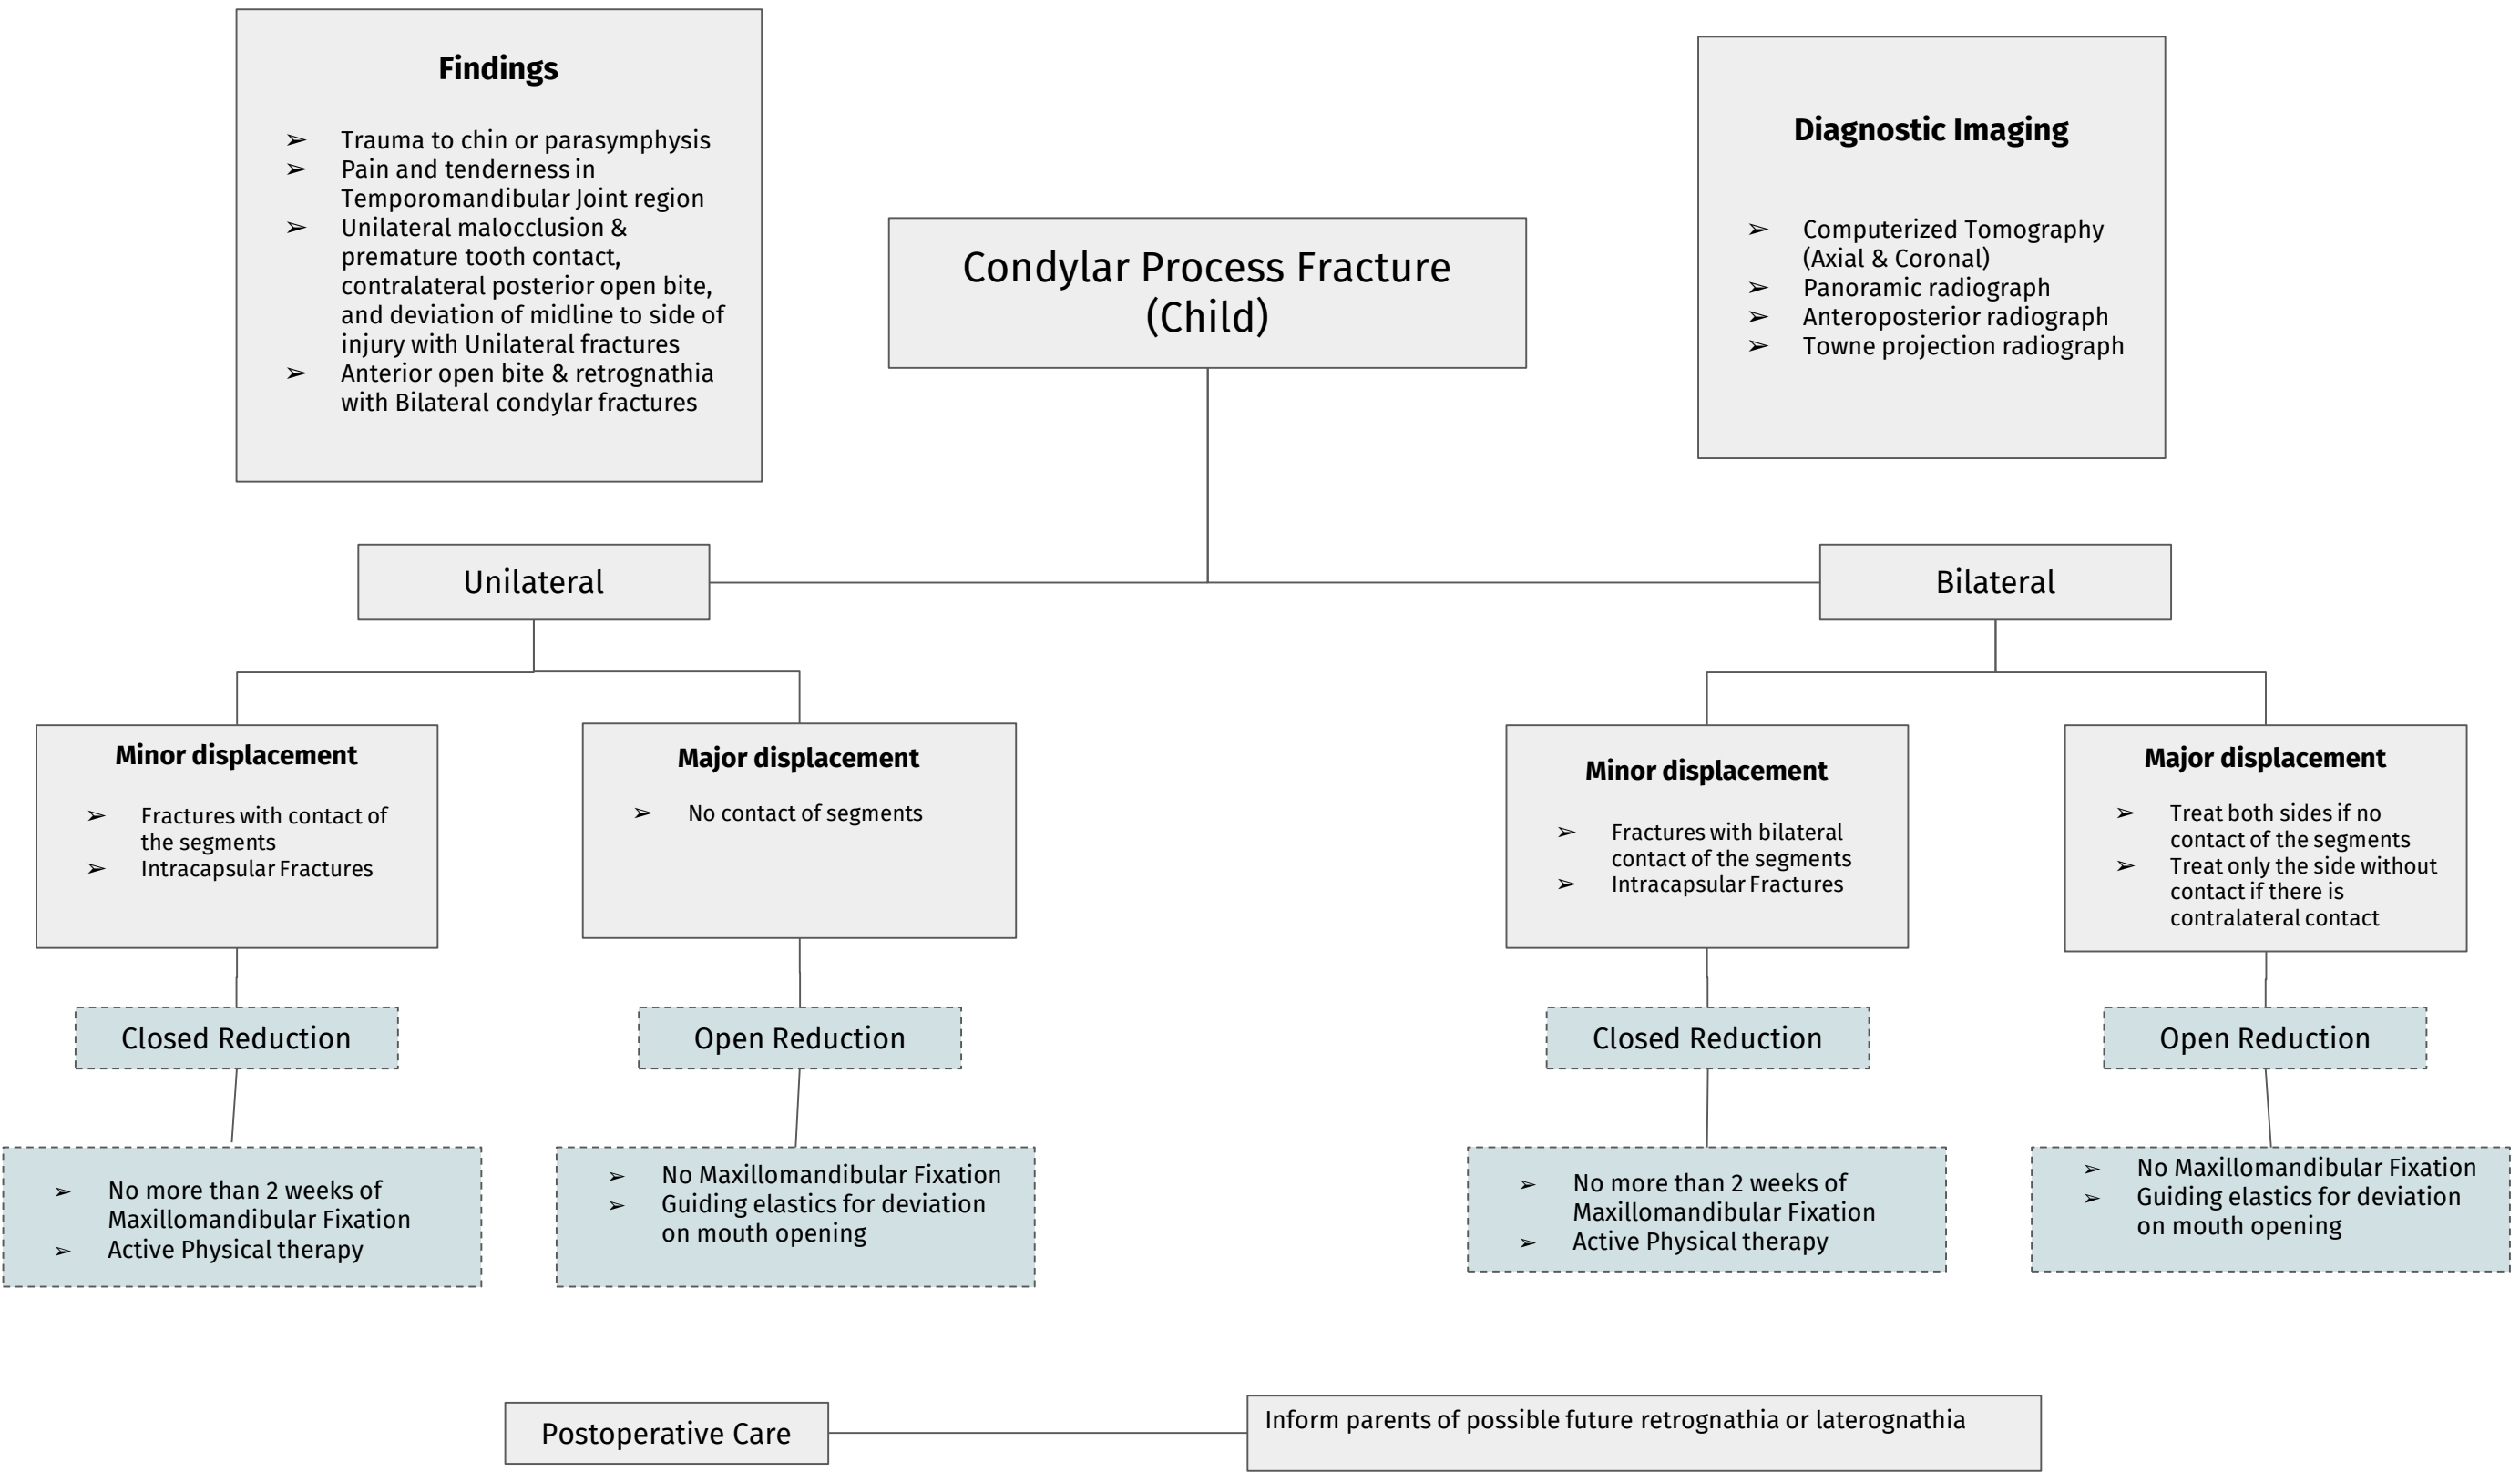 Findings
➢ Trauma to chin or parasymphysis
➢ Pain and tenderness in
Temporomandibular Joint region
➢ Unilateral malocclusion &
premature tooth contact,
contralateral posterior open bite,
and deviation of midline to side of
injury with Unilateral fractures
➢ Anterior open bite & retrognathia
with Bilateral condylar fractures
Condylar Process Fracture
(Child)
Diagnostic Imaging
➢ Computerized Tomography
(Axial & Coronal)
➢ Panoramic radiograph
➢ Anteroposterior radiograph
➢ Towne projection radiograph
Unilateral
Bilateral
Minor displacement
➢ Fractures with contact of
the segments
➢ Intracapsular Fractures
Major displacement
➢ No contact of segments
Minor displacement
➢ Fractures with bilateral
contact of the segments
➢ Intracapsular Fractures
Major displacement
➢ Treat both sides if no
contact of the segments
➢ Treat only the side without
contact if there is
contralateral contact
Closed Reduction
Open Reduction
Closed Reduction
Open Reduction
➢ No more than 2 weeks of
Maxillomandibular Fixation
➢ Active Physical therapy
➢ No Maxillomandibular Fixation
➢ Guiding elastics for deviation
on mouth opening
➢ No more than 2 weeks of
Maxillomandibular Fixation
➢ Active Physical therapy
➢ No Maxillomandibular Fixation
➢ Guiding elastics for deviation
on mouth opening
Postoperative Care
Inform parents of possible future retrognathia or laterognathia